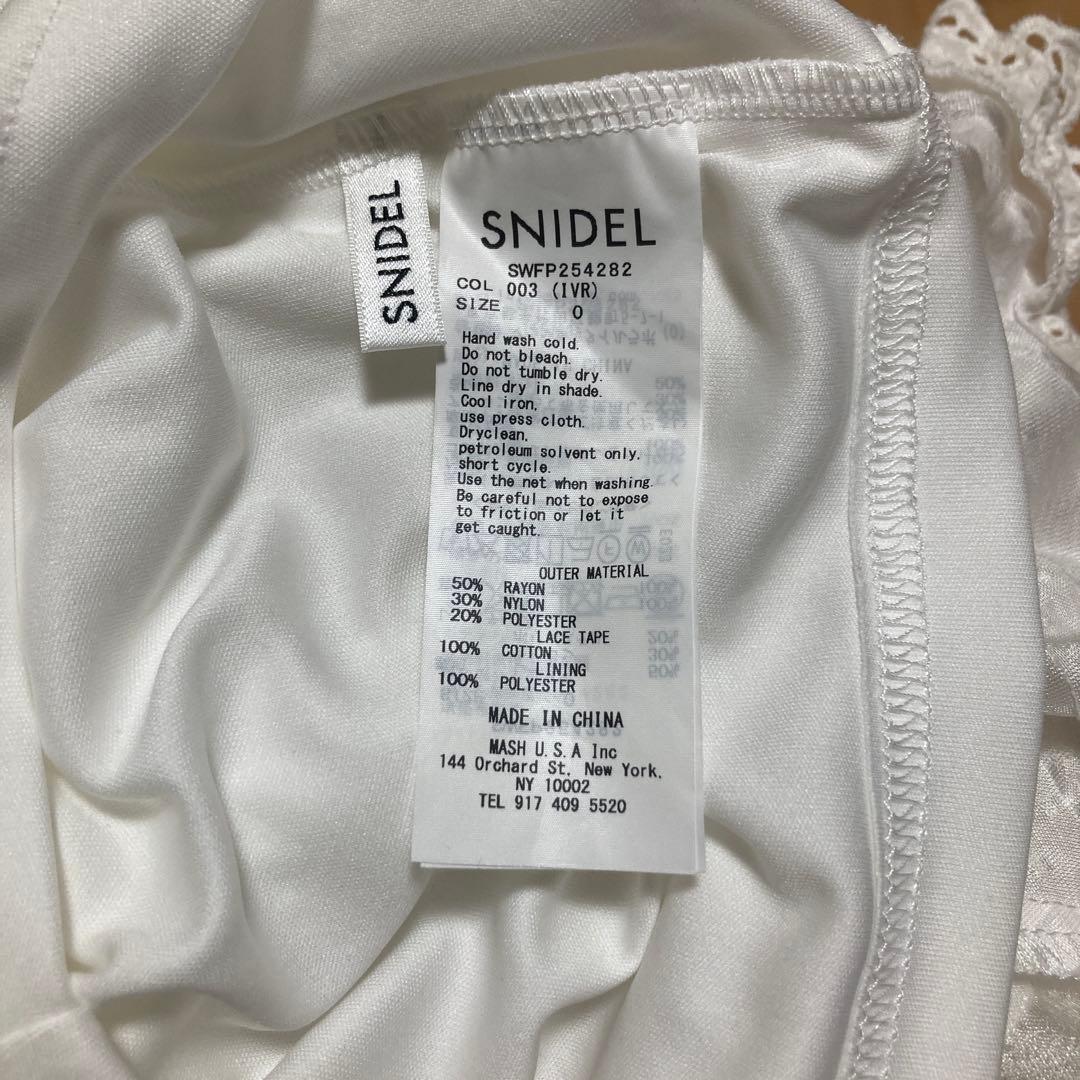 SNIDEL
SNIDEL
SWFP254282
COL 003 (IVR)
SIZE 0
Hand wash cold.
Do not bleach.
Do not tumble dry.
Line dry in shade.
Cool iron,
use press cloth.
Dryclean,
petroleum solvent only.
short cycle.
Use the net when washing.
Be careful not to expose
to friction or let it
get caught.
OUTER MATERIAL
50% RAYON
30% NYLON
20% POLYESTER
LACE TAPE
100% COTTON
LINING
100% POLYESTER
MADE IN CHINA
MASH U.S.A Inc
144 Orchard St, New York,
NY 10002
TEL 917 409 5520